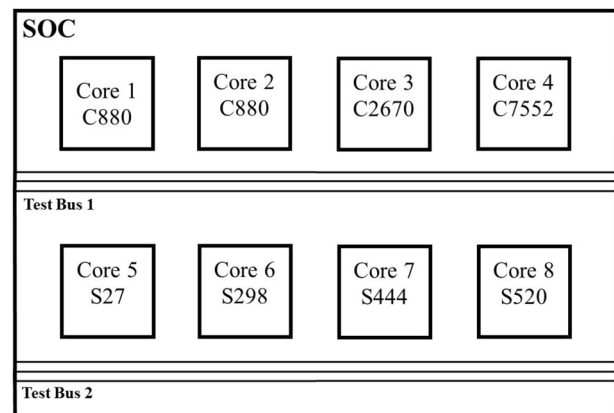 SOC
Core 1
C880
Core 2
C880
Core 3
C2670
Core 4
C7552
Test Bus 1
Core 5
S27
Core 6
S298
Core 7
S444
Core 8
S520
Test Bus 2